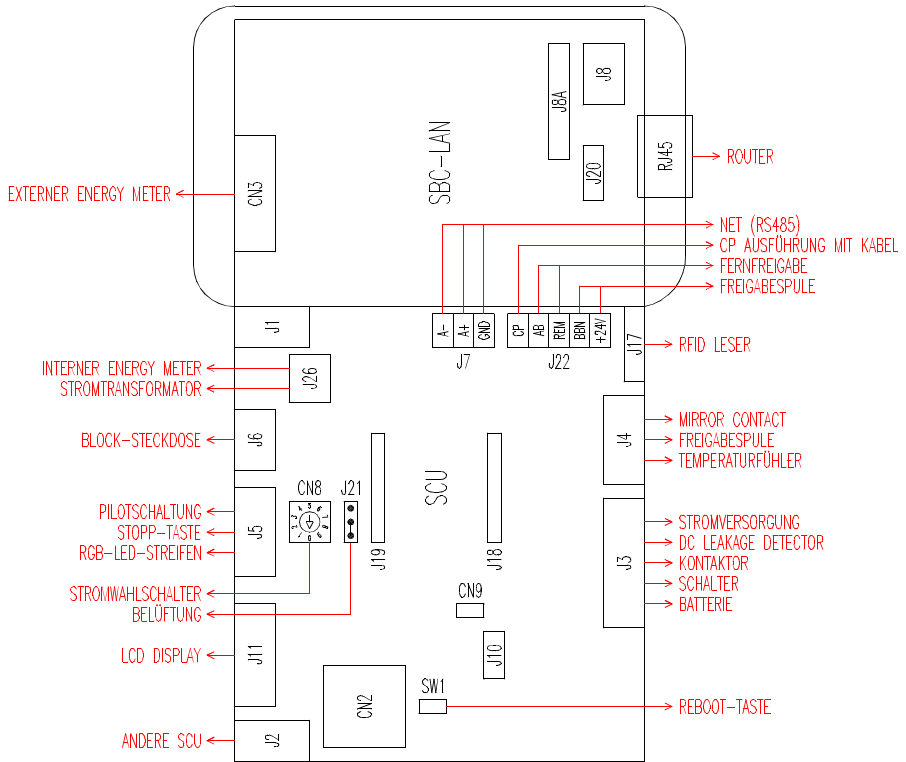 J8
J8A
SBC-LAN
RJ45
ROUTER
J20
CN3
EXTERNER ENERGY METER
NET (RS485)
CP AUSFÜHRUNG MIT KABEL
FERNFREIGABE
FREIGABESPULE
J1
A-
A+
GND
CP
AB
REM
BBN
+24V
J17
RFID LESER
J7
J22
INTERNER ENERGY METER
STROMTRANSFORMATOR
J26
BLOCK-STECKDOSE
J6
J4
MIRROR CONTACT
FREIGABESPULE
TEMPERATURFÜHLER
SCU
CN8
J21
PILOTSCHALTUNG
STOPP-TASTE
RGB-LED-STREIFEN
J5
J19
J18
J3
STROMVERSORGUNG
DC LEAKAGE DETECTOR
KONTAKTOR
SCHALTER
BATTERIE
STROMWAHLSCHALTER
BELÜFTUNG
CN9
LCD DISPLAY
J11
J10
CN2
SW1
REBOOT-TASTE
ANDERE SCU
J2